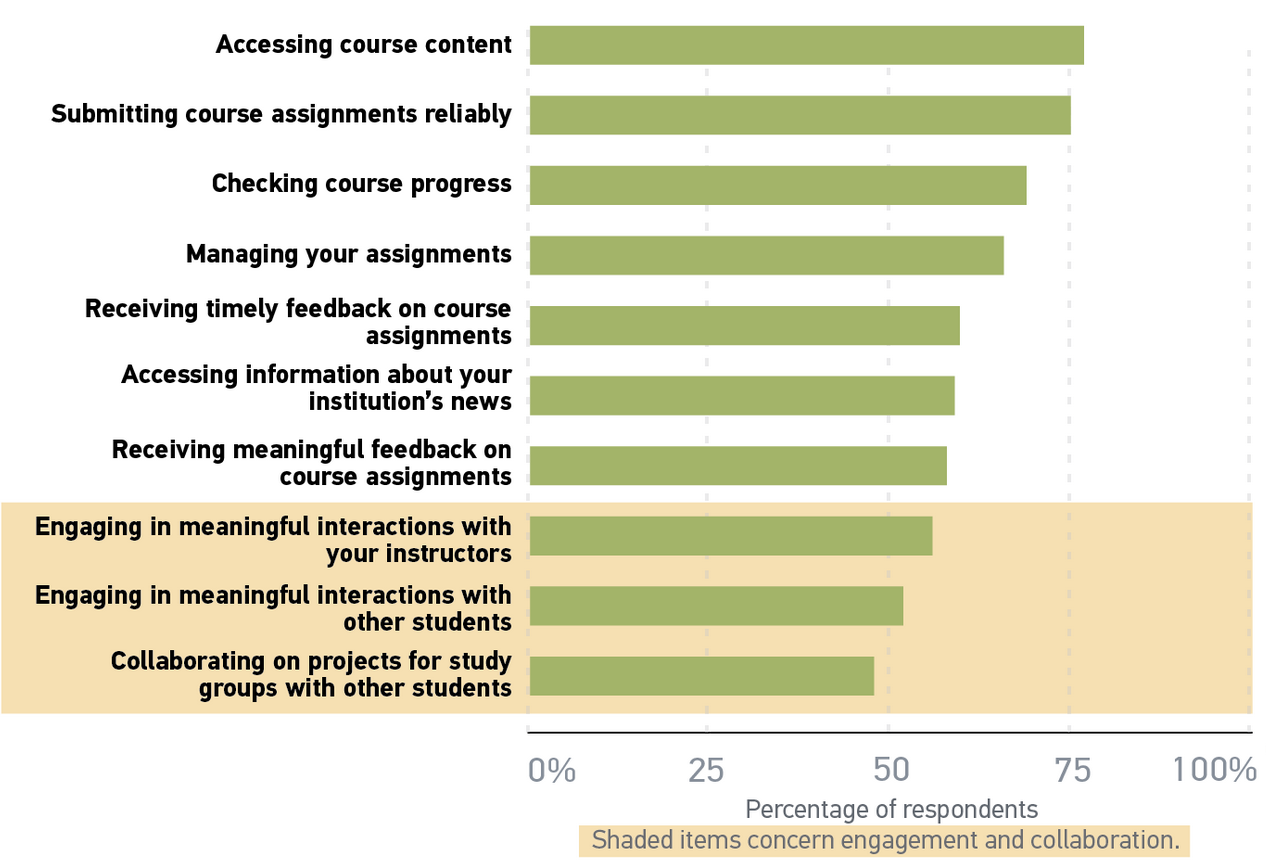 Accessing course content
Submitting course assignments reliably
Checking course progress
Managing your assignments
Receiving timely feedback on course
assignments
Accessing information about your
institution’s news
Receiving meaningful feedback on
course assignments
Engaging in meaningful interactions with
your instructors
Engaging in meaningful interactions with
other students
Collaborating on projects for study
groups with other students
0% 25 50 75 100%
Percentage of respondents
Shaded items concern engagement and collaboration.